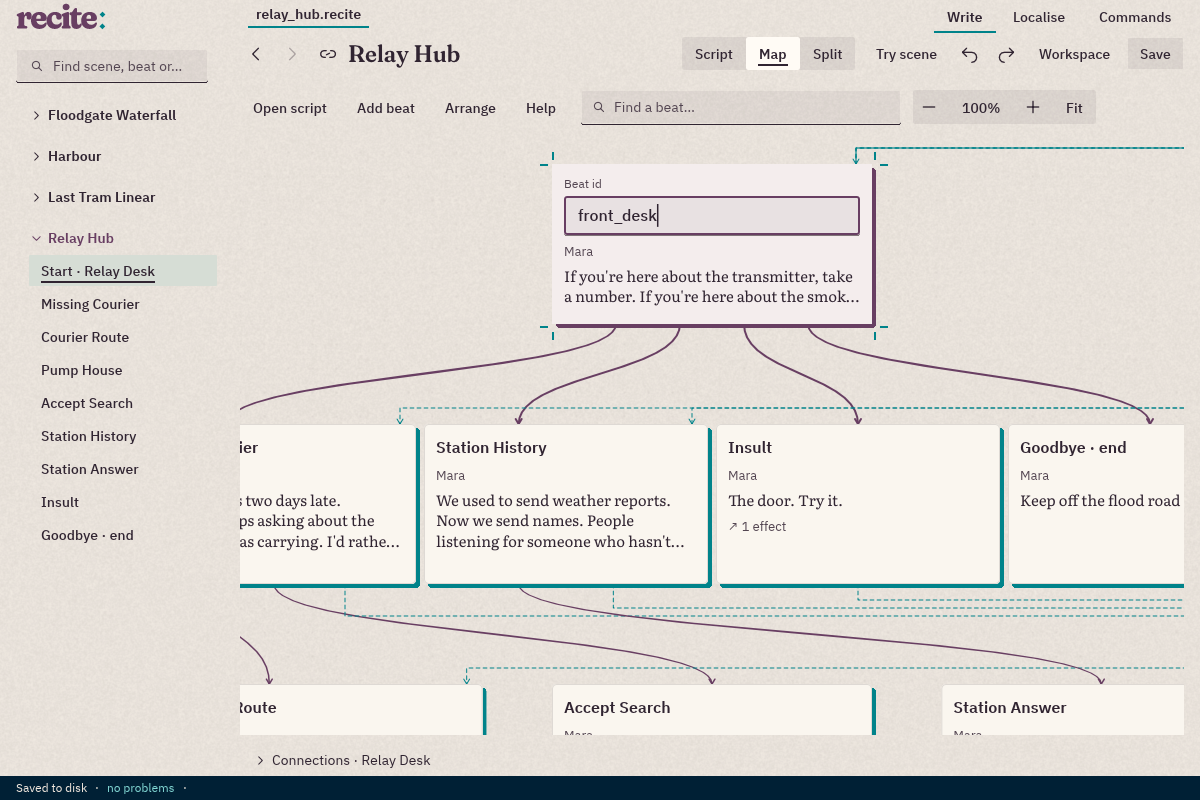 recite:
relay_hub.recite
Write
Localise
Commands
Find scene, beat or...
Relay Hub
Script
Map
Split
Try scene
Workspace
Save
Open script
Add beat
Arrange
Help
Find a beat...
100%
Fit
Floodgate Waterfall
Harbour
Last Tram Linear
Relay Hub
Start · Relay Desk
Missing Courier
Courier Route
Pump House
Accept Search
Station History
Station Answer
Insult
Goodbye · end
Beat id
front_desk
Mara
If you're here about the transmitter, take
a number. If you're here about the smok...
ier
s two days late.
ps asking about the
as carrying. I'd rathe...
Station History
Mara
We used to send weather reports.
Now we send names. People
listening for someone who hasn't...
Insult
Mara
The door. Try it.
↗ 1 effect
Goodbye · end
Mara
Keep off the flood road
Route
Accept Search
Mara
Station Answer
Mara
Connections · Relay Desk
Saved to disk · no problems ·